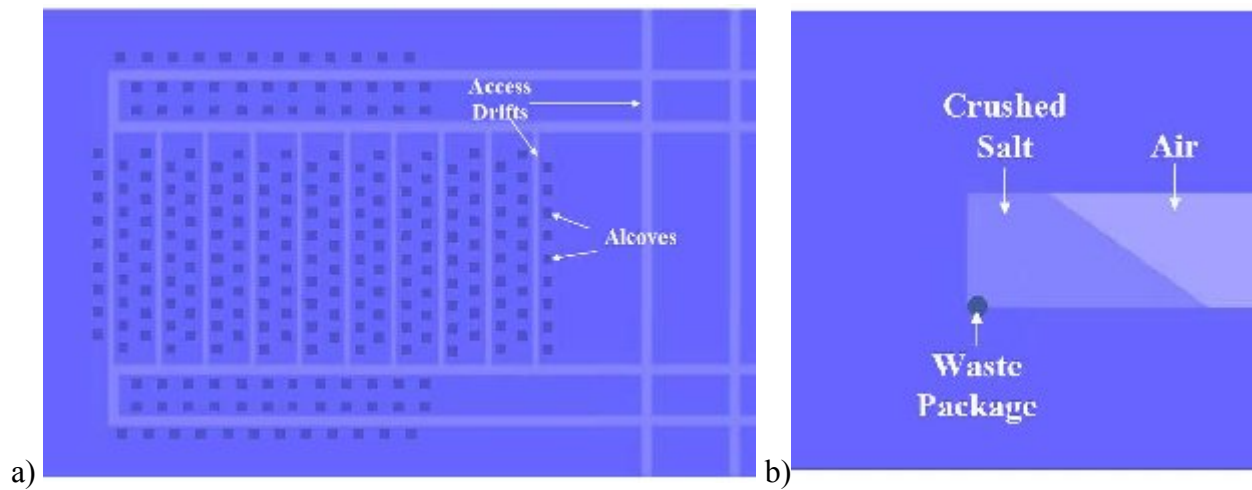 Access
Drifts
Alcoves
a)
Crushed
Salt
Air
Waste
Package
b)